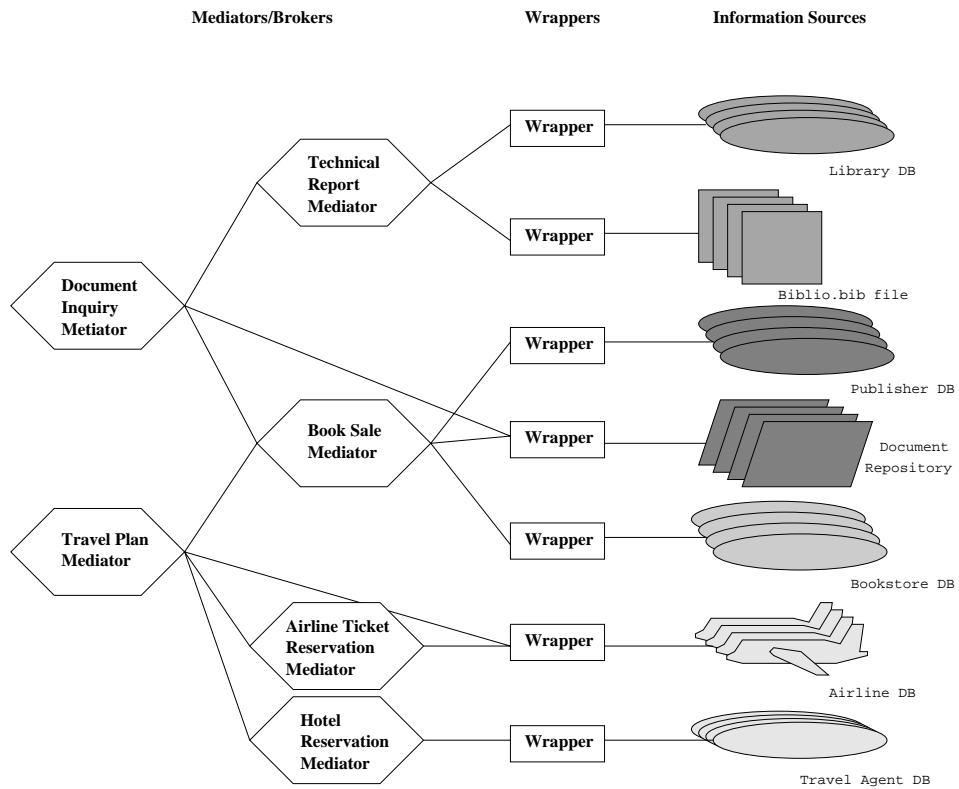 Mediators/Brokers
Wrappers
Information Sources
Wrapper
Library DB
Technical
Report
Mediator
Wrapper
Biblio.bib file
Document
Inquiry
Metiator
Wrapper
Publisher DB
Book Sale
Mediator
Wrapper
Document
Repository
Travel Plan
Mediator
Wrapper
Bookstore DB
Airline Ticket
Reservation
Mediator
Wrapper
Airline DB
Hotel
Reservation
Mediator
Wrapper
Travel Agent DB